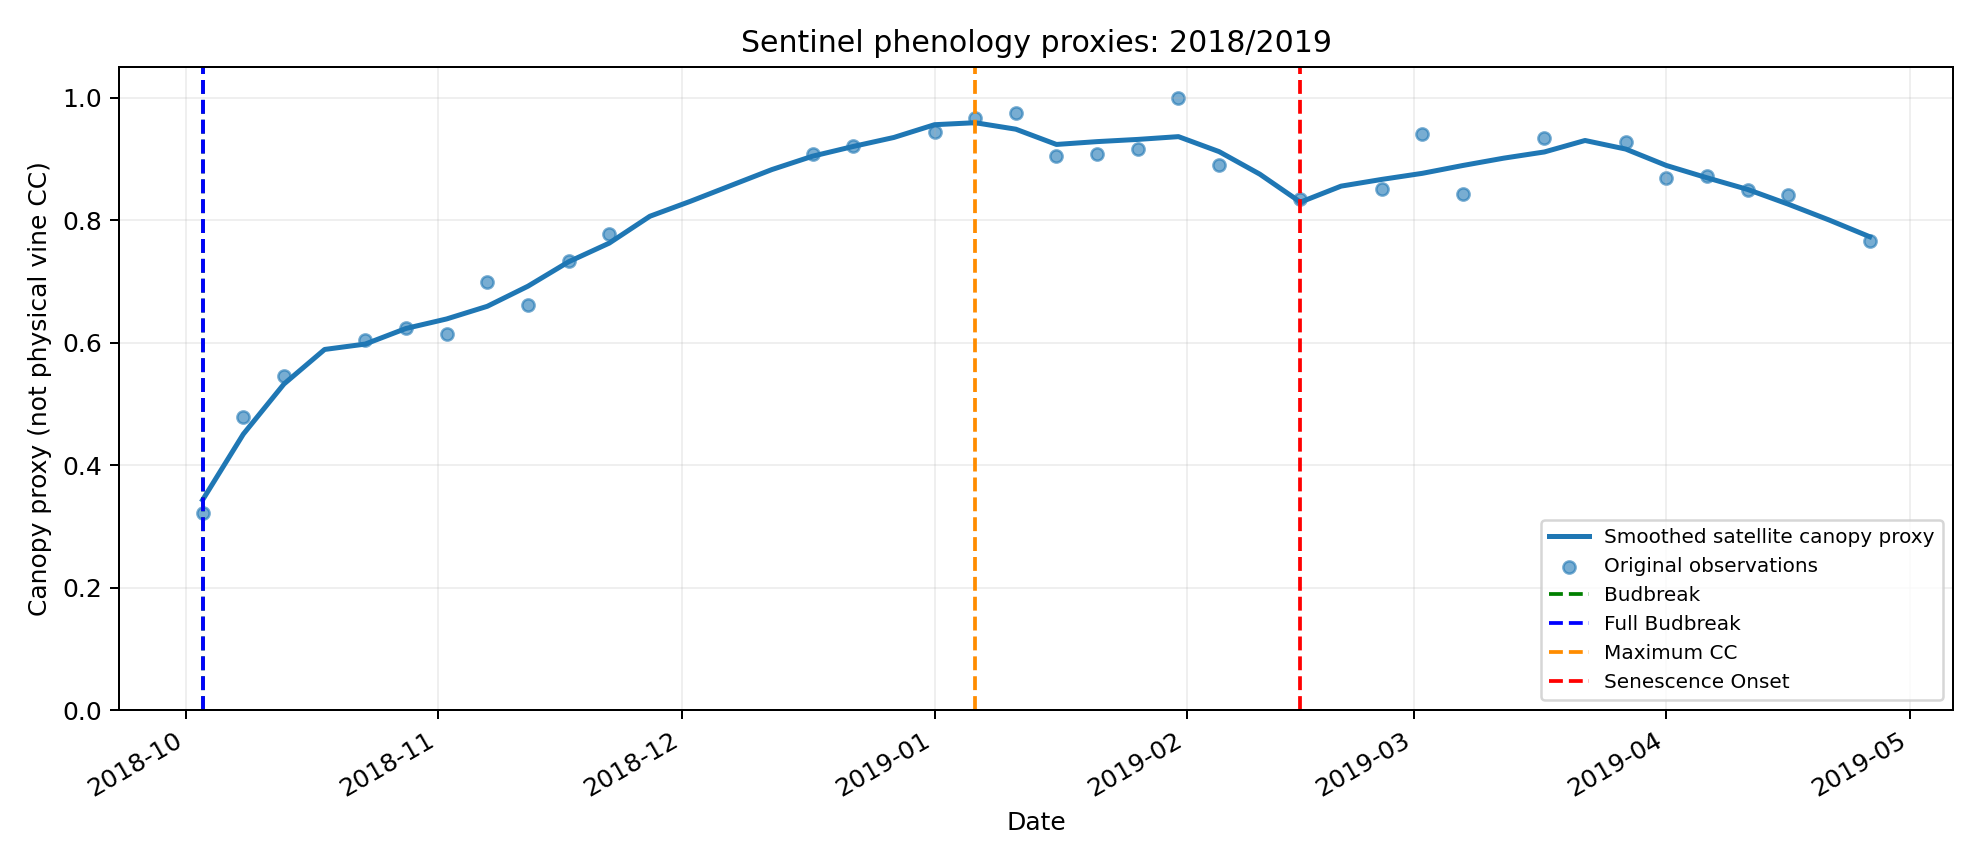 Sentinel phenology proxies: 2018/2019
Canopy proxy (not physical vine CC)
1.0
0.8
0.6
0.4
0.2
0.0
Smoothed satellite canopy proxy
Original observations
Budbreak
Full Budbreak
Maximum CC
Senescence Onset
2018-10
2018-11
2018-12
2019-01
2019-02
2019-03
2019-04
2019-05
Date